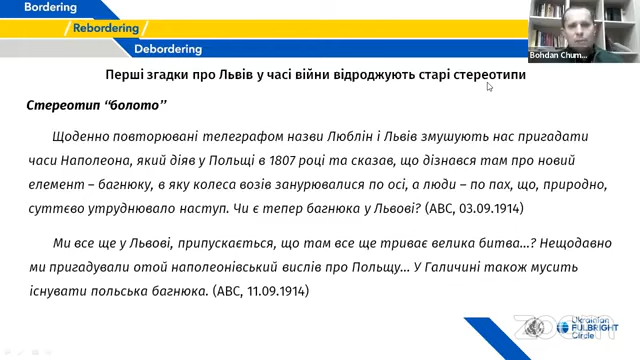 Bordering
Rebordering
Debordering
Bohdan Chum...
Перші згадки про Львів у часі війни відроджують старі стереотипи
Стереотип “болото”
Щоденно повторювані телеграфом назви Люблін і Львів змушують нас пригадати
часи Наполеона, який діяв у Польщі в 1807 році та сказав, що дізнався там про новий
елемент – багнюку, в яку колеса возів занурювалися по осі, а люди – по пах, що, природно,
суттєво утруднювало наступ. Чи є тепер багнюка у Львові? (ABC, 03.09.1914)
Ми все ще у Львові, припускається, що там все ще триває велика битва...? Нещодавно
ми пригадували отой наполеонівський вислів про Польщу... У Галичині також мусить
існувати польська багнюка. (ABC, 11.09.1914)
zoom
Ukrainian
FULBRIGHT
Circle